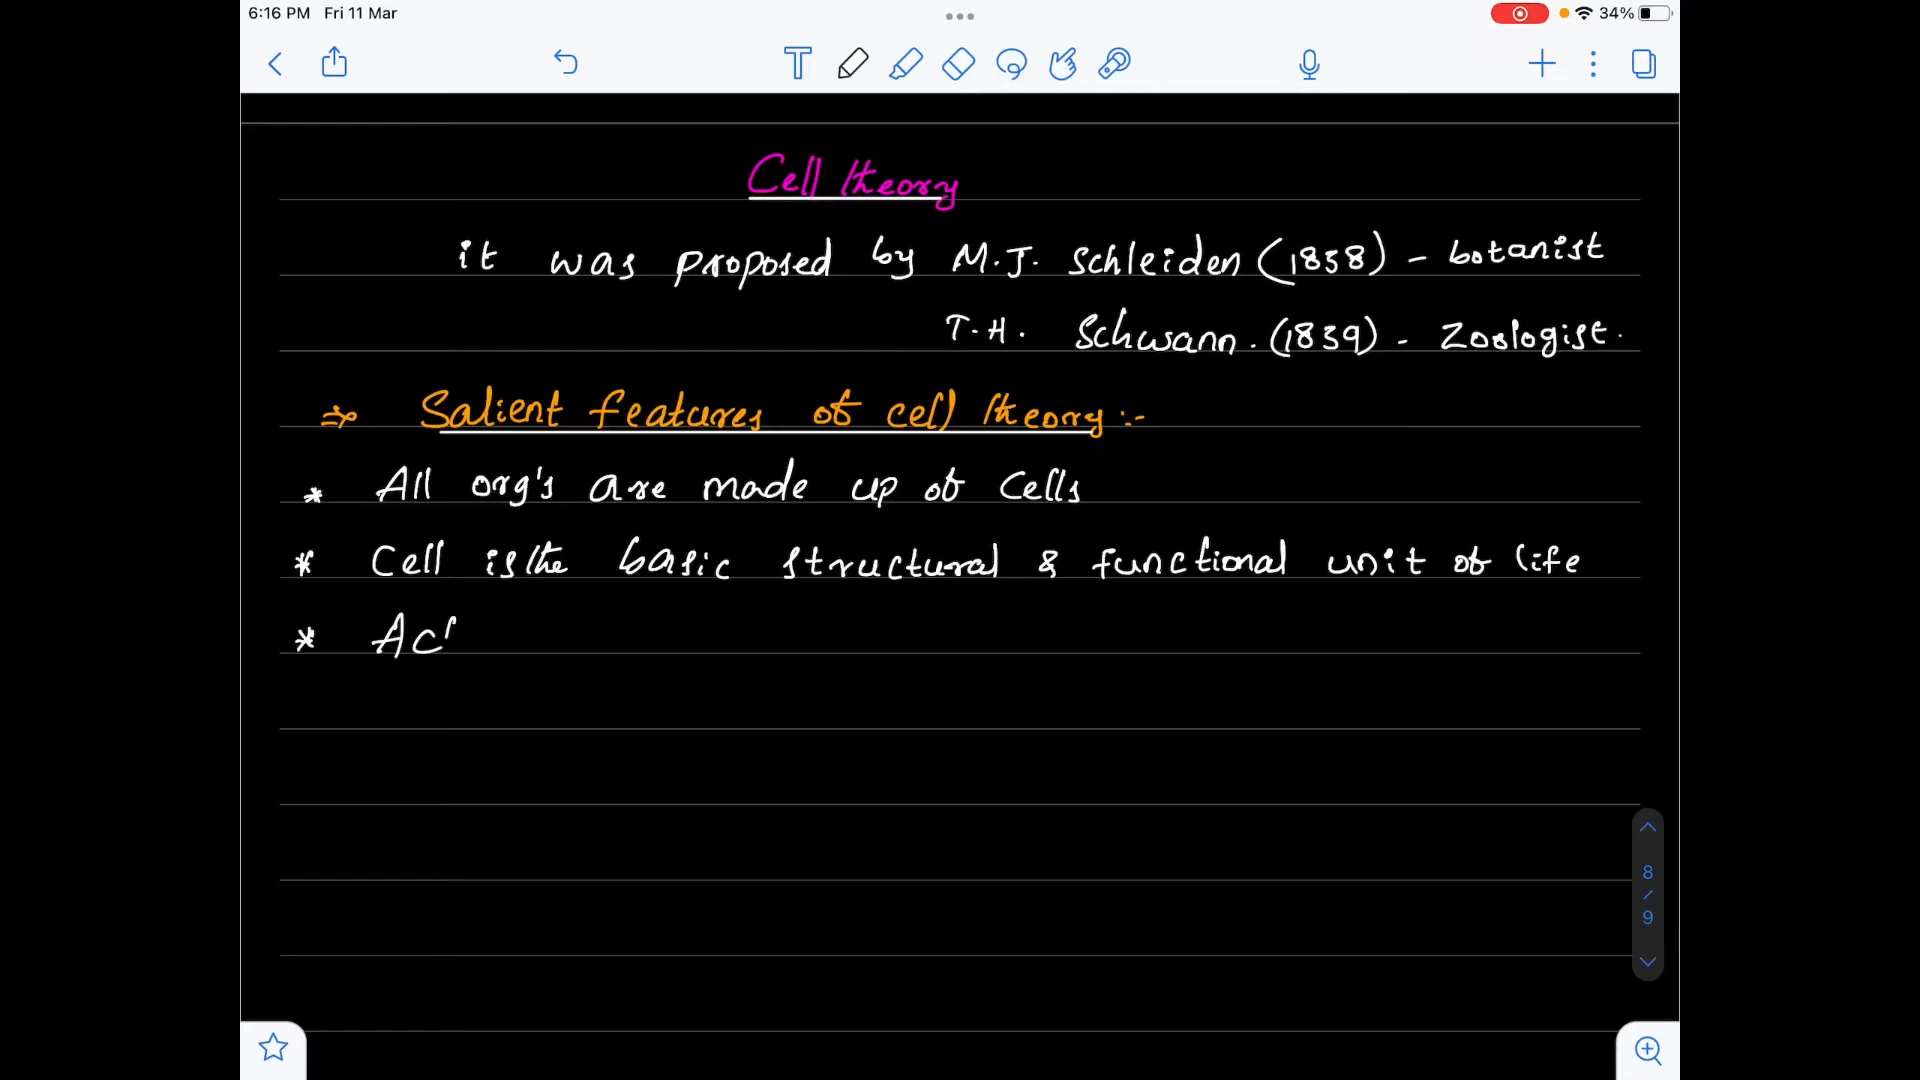 6:16 PM Fri 11 Mar
34%
Cell theory
it was proposed by M.J. Schleiden (1838) - botanist
T.H. Schwann. (1839) - Zoologist.
⇒ Salient features of cell theory :-
* All org's are made up of cells
* Cell is the basic structural & functional unit of life
* Ac
8
/
9